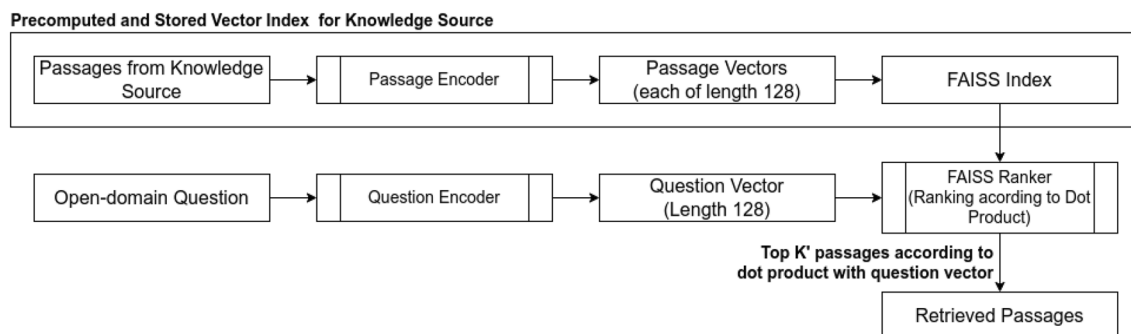 Precomputed and Stored Vector Index for Knowledge Source
Passages from Knowledge
Source
Passage Encoder
Passage Vectors
(each of length 128)
FAISS Index
Open-domain Question
Question Encoder
Question Vector
(Length 128)
FAISS Ranker
(Ranking acording to Dot
Product)
Top K' passages according to
dot product with question vector
Retrieved Passages